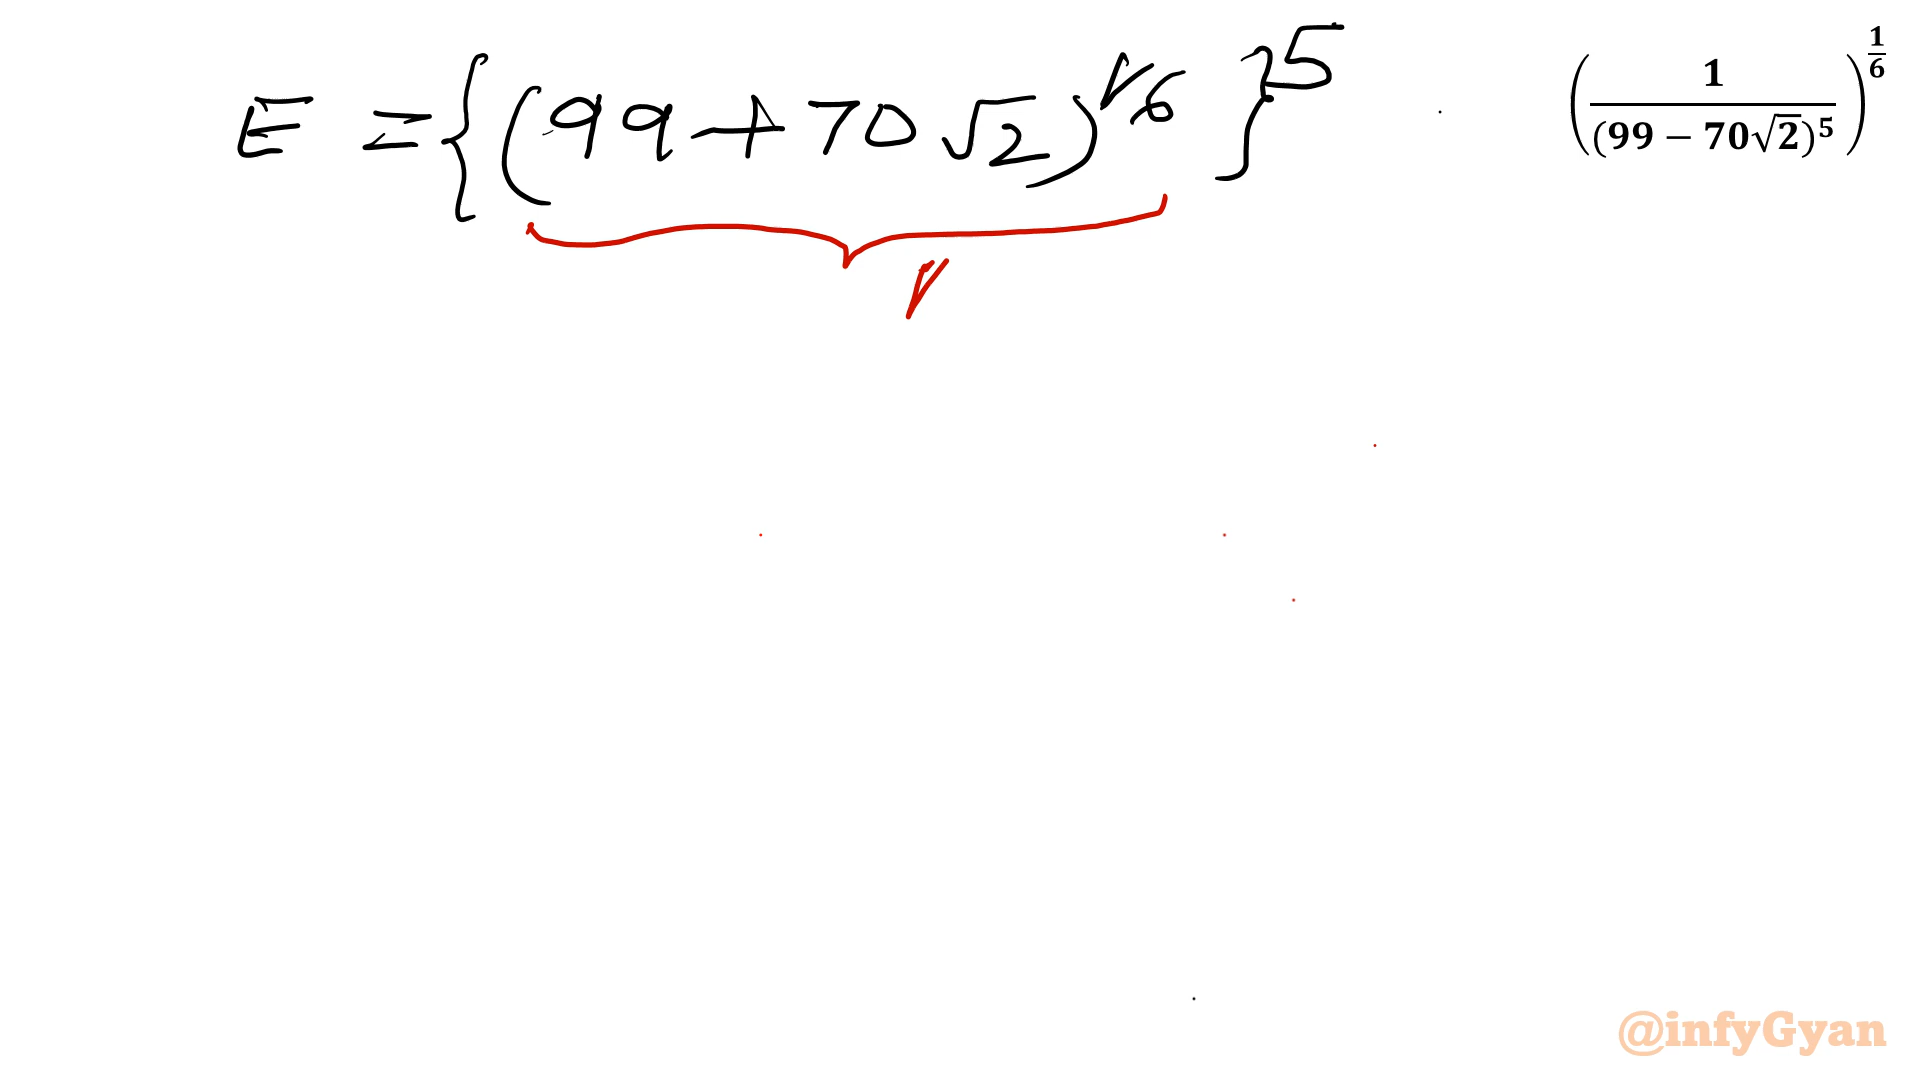 E = {(99+70√2)^1/6}^5
(1/(99 − 70√2)^5)^1/6
r
@infyGyan